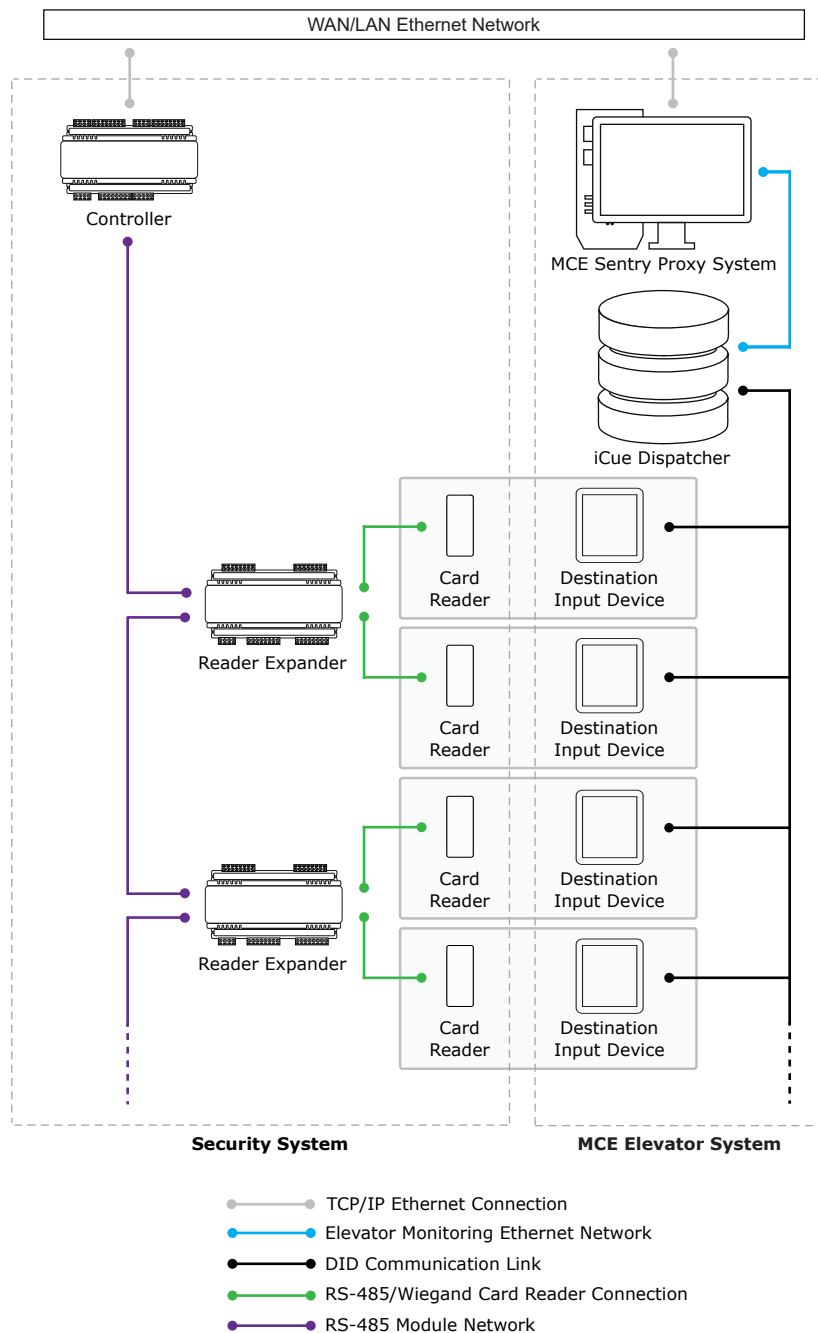 WAN/LAN Ethernet Network
Controller
MCE Sentry Proxy System
iCue Dispatcher
Card
Reader
Destination
Input Device
Reader Expander
Card
Reader
Destination
Input Device
Card
Reader
Destination
Input Device
Reader Expander
Card
Reader
Destination
Input Device
Security System
MCE Elevator System
TCP/IP Ethernet Connection
Elevator Monitoring Ethernet Network
DID Communication Link
RS-485/Wiegand Card Reader Connection
RS-485 Module Network